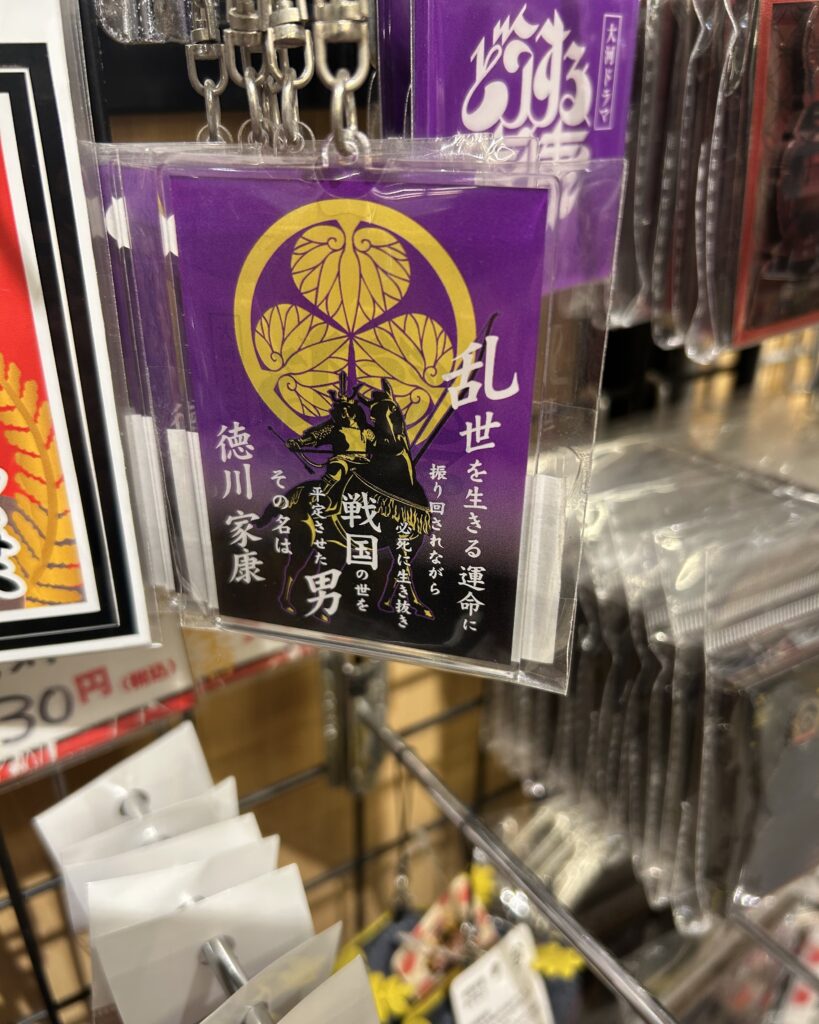 大河ドラマ
どうする
乱世を生きる運命に
振り回されながら
必死に生き抜き
戦国の世を
平定させた男
その名は
徳川家康
30円(税込)